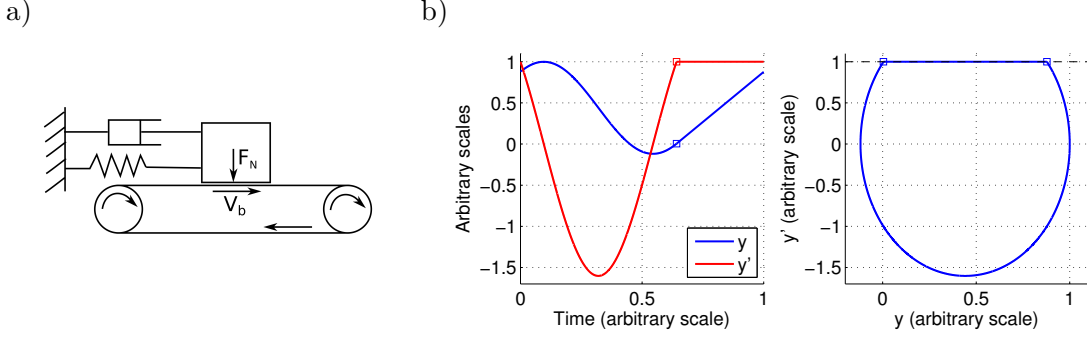 a)
F_N
V_b
b)
Arbitrary scales
1
0.5
0
−0.5
−1
−1.5
0
0.5
1
Time (arbitrary scale)
y
y'
y' (arbitrary scale)
1
0.5
0
−0.5
−1
−1.5
0
0.5
1
y (arbitrary scale)